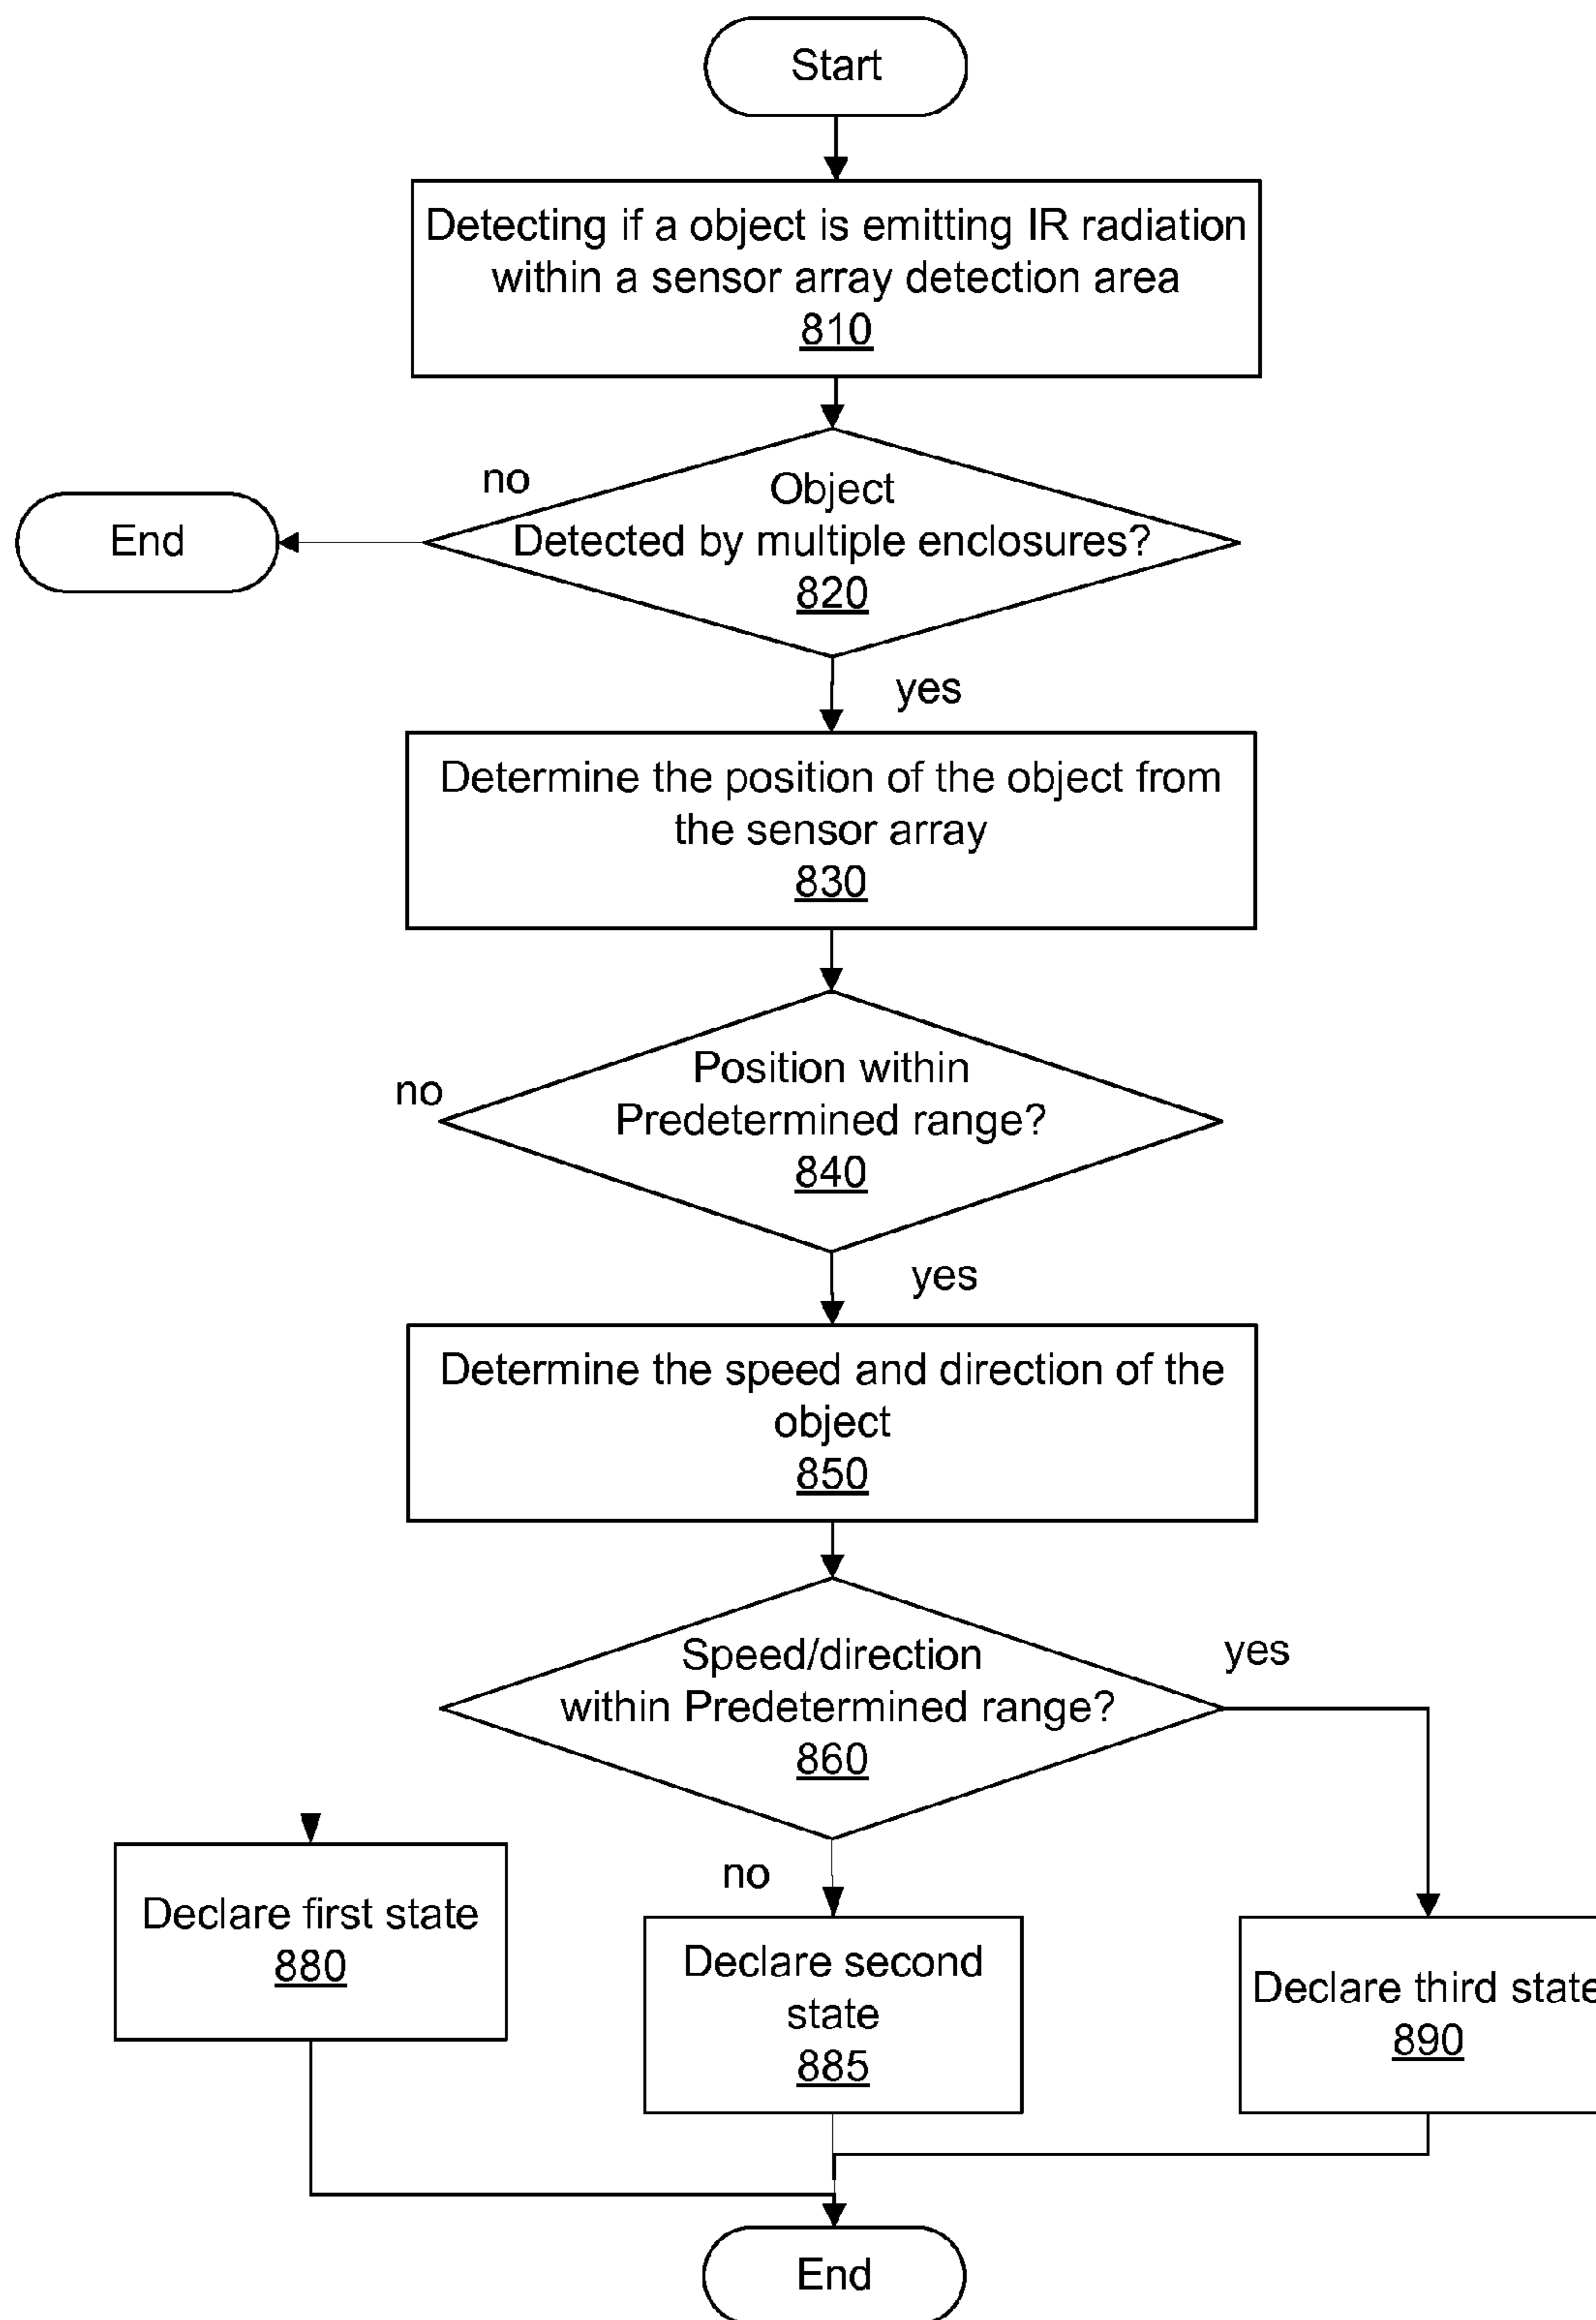 Start
Detecting if a object is emitting IR radiation
within a sensor array detection area
810
no
Object
Detected by multiple enclosures?
820
End
yes
Determine the position of the object from
the sensor array
830
no
Position within
Predetermined range?
840
yes
Determine the speed and direction of the
object
850
Speed/direction
within Predetermined range?
860
yes
no
Declare first state
880
Declare second
state
885
Declare third state
890
End